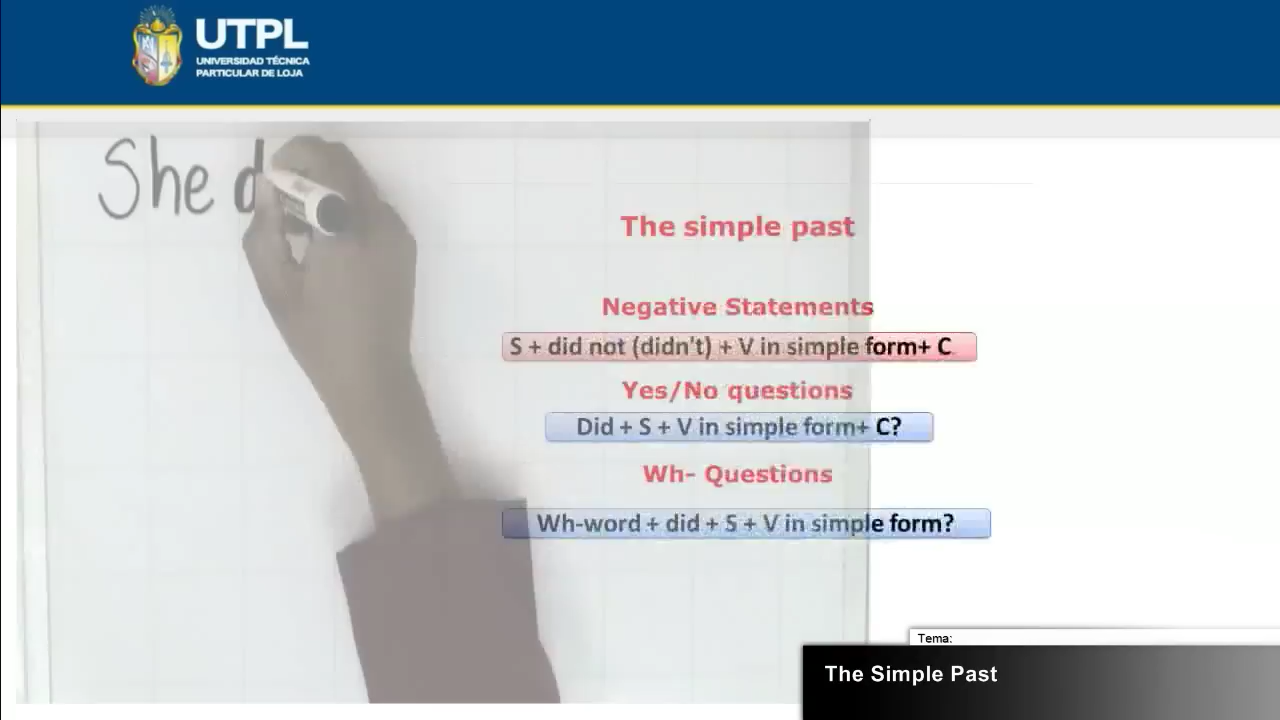 UTPL
UNIVERSIDAD TÉCNICA
PARTICULAR DE LOJA
She d
The simple past
Negative Statements
S + did not (didn't) + V in simple form+ C
Yes/No questions
Did + S + V in simple form+ C?
Wh- Questions
Wh-word + did + S + V in simple form?
Tema:
The Simple Past